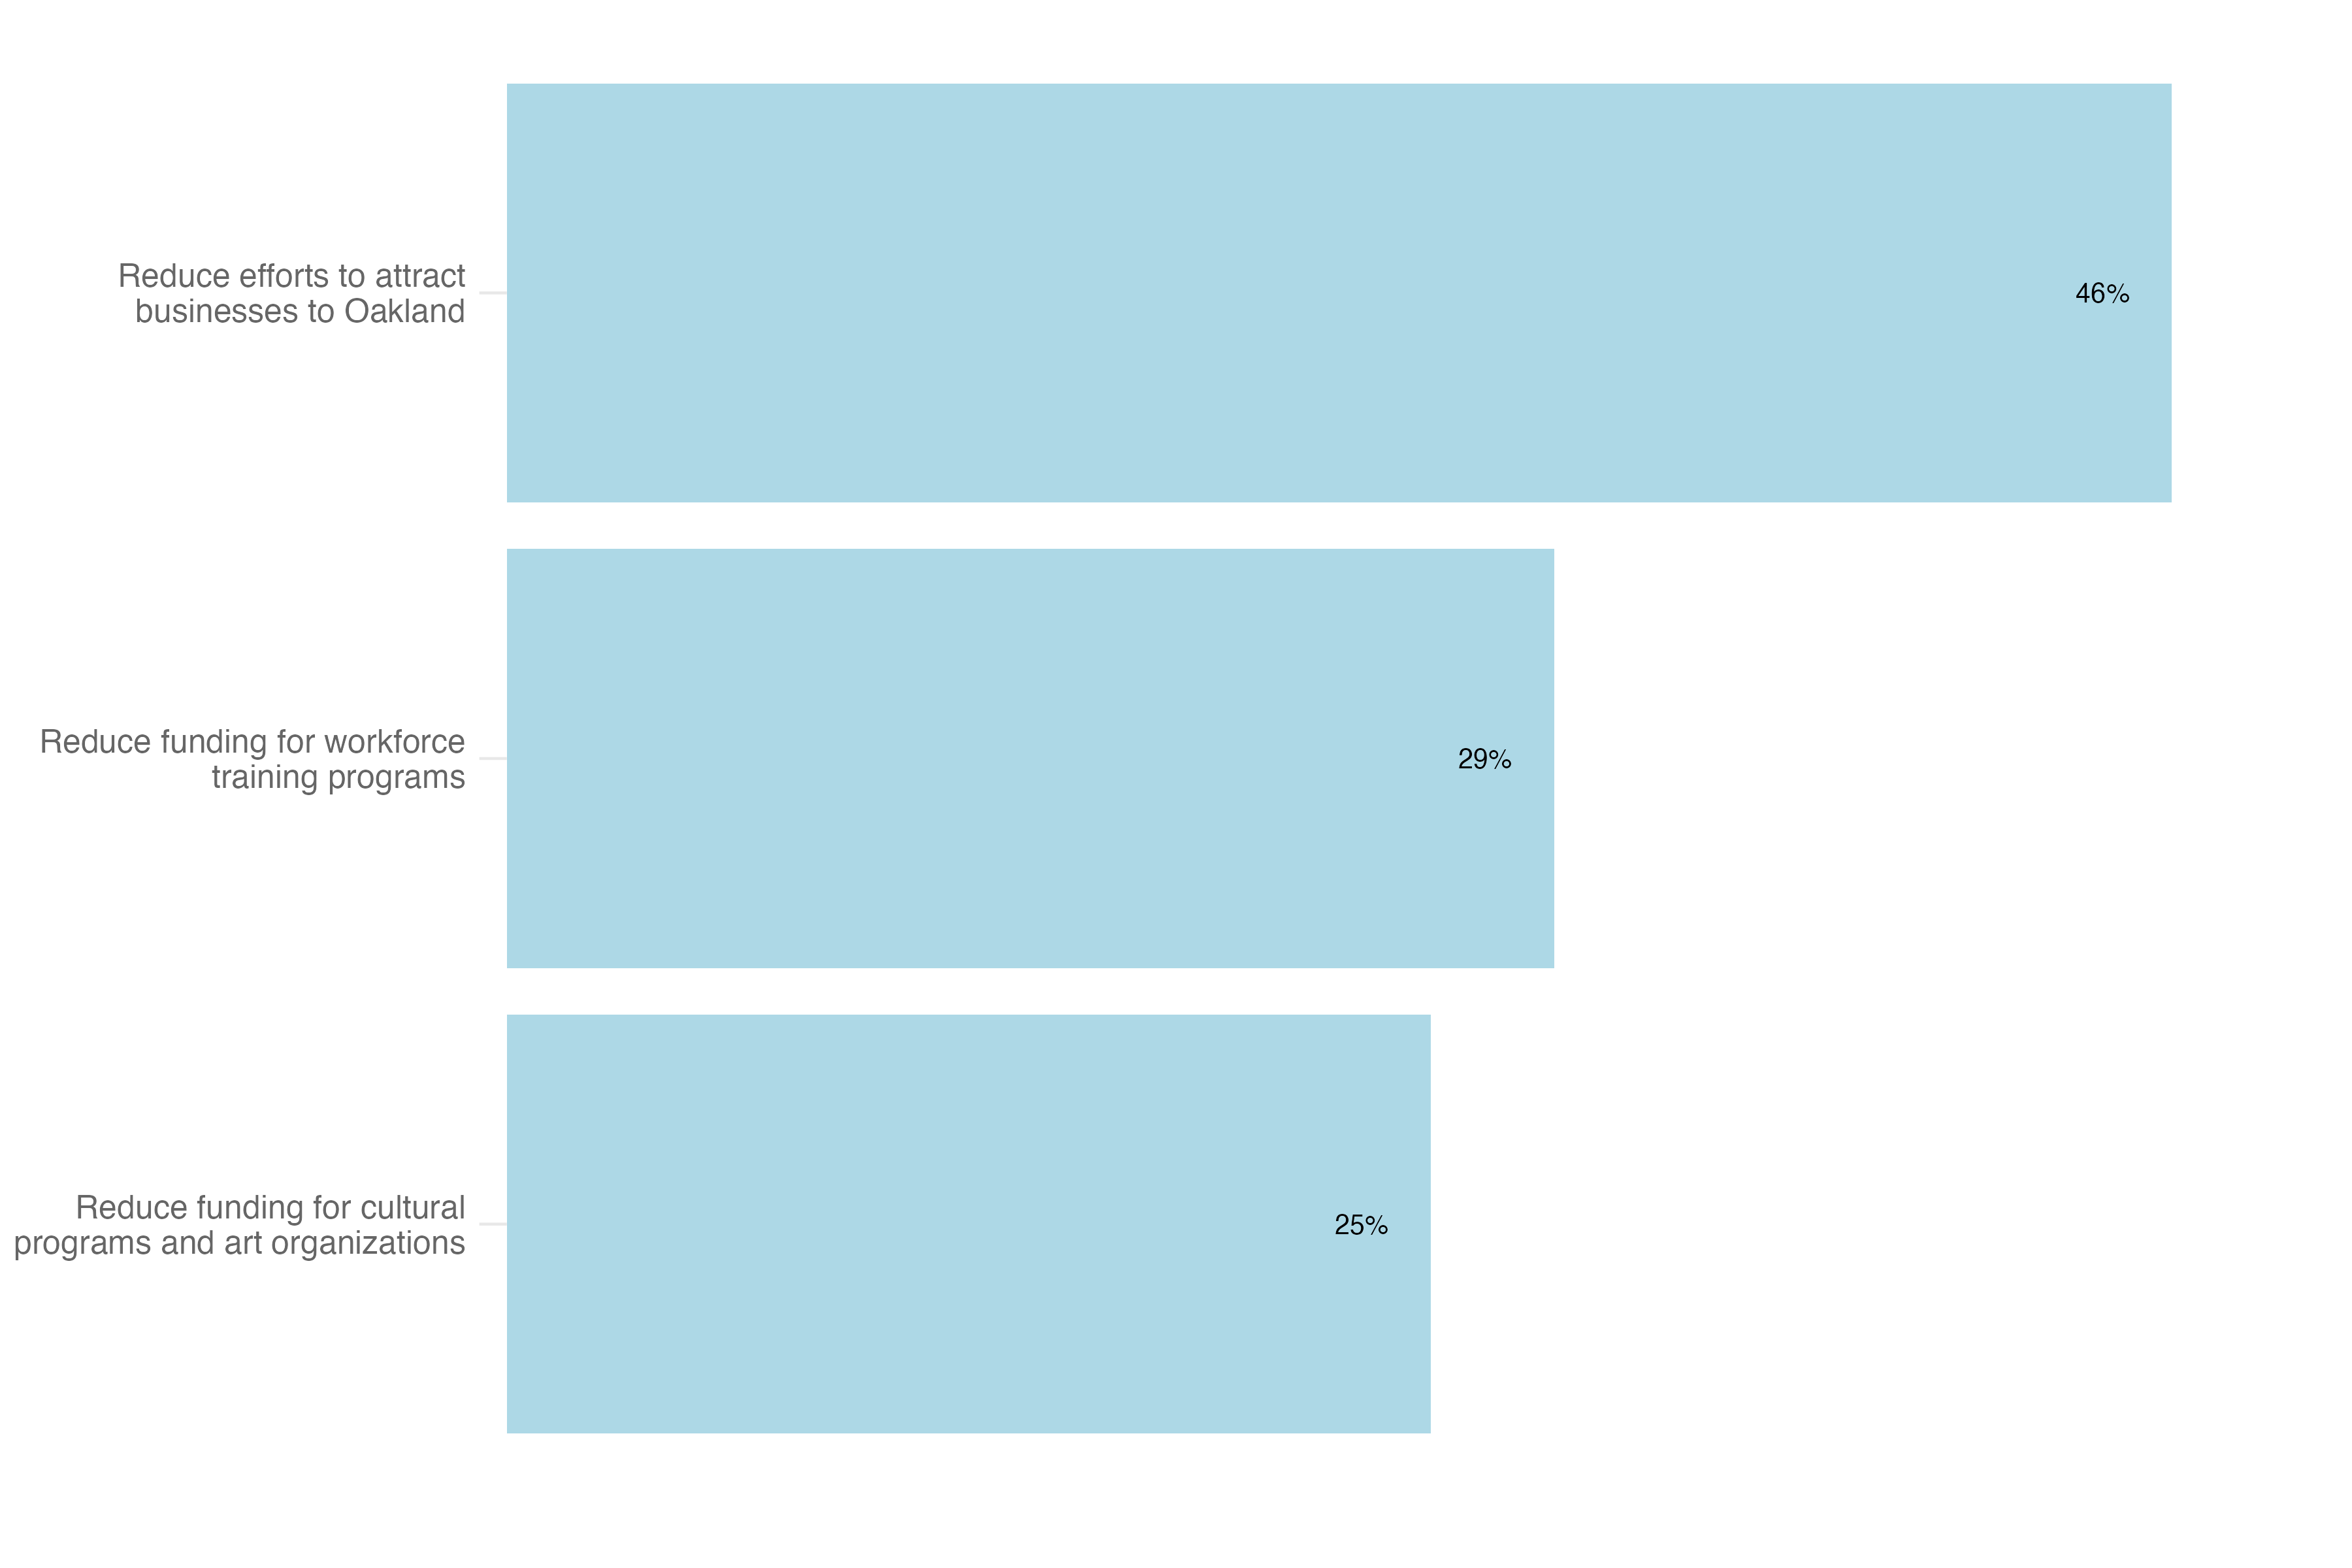 Reduce efforts to attract
businesses to Oakland
46%
Reduce funding for workforce
training programs
29%
Reduce funding for cultural
programs and art organizations
25%